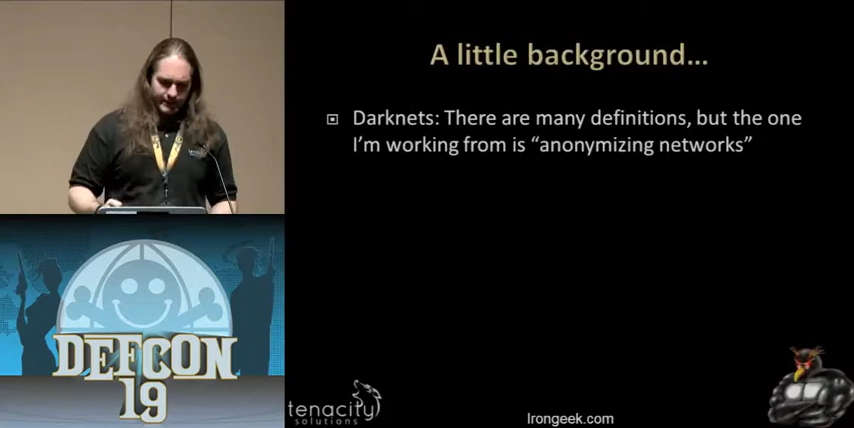 A little background...
Darknets: There are many definitions, but the one
I'm working from is “anonymizing networks”
DEFCON
19
tenacity
solutions
Irongeek.com